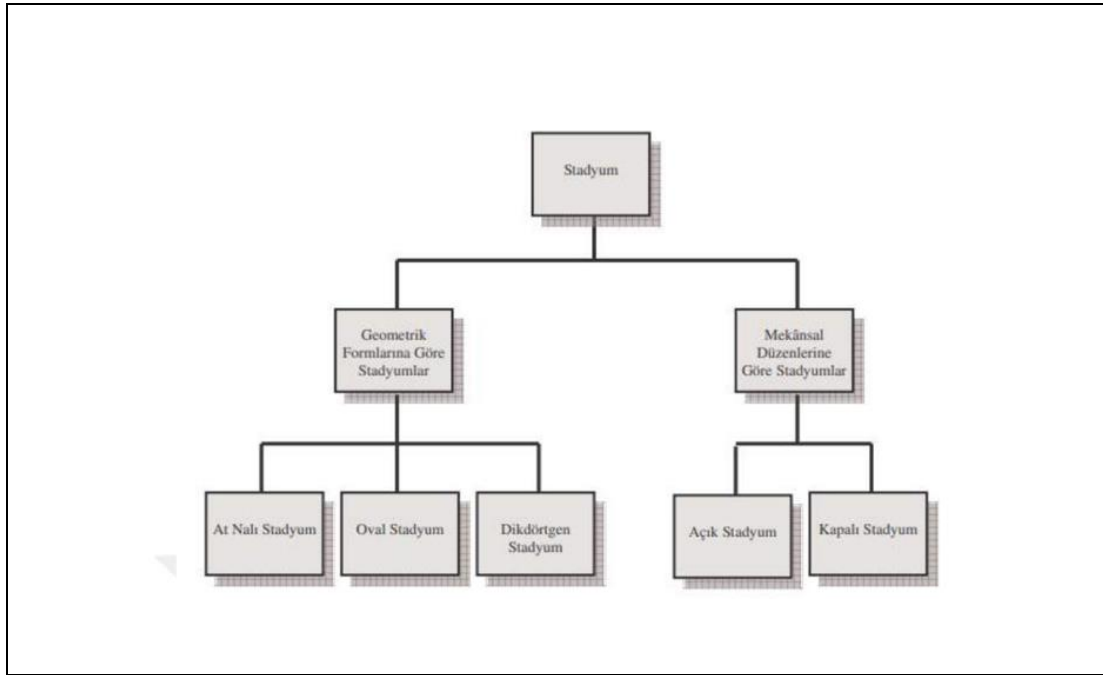 Stadyum
Geometrik
Formlarına Göre
Stadyumlar
Mekânsal
Düzenlerine
Göre Stadyumlar
At Nalı Stadyum
Oval Stadyum
Dikdörtgen
Stadyum
Açık Stadyum
Kapalı Stadyum